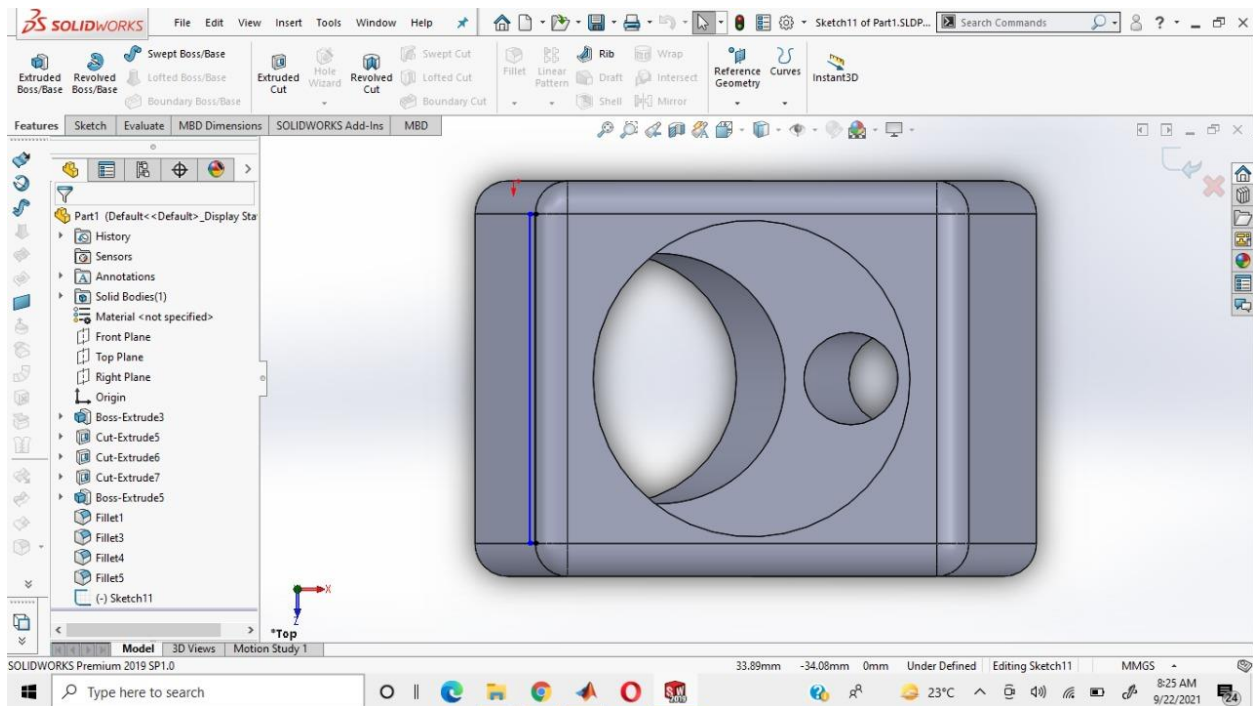 SOLIDWORKS File Edit View Insert Tools Window Help Sketch11 of Part1.SLDP... Search Commands ?
Extruded Boss/Base
Revolved Boss/Base
Swept Boss/Base
Lofted Boss/Base
Boundary Boss/Base
Extruded Cut
Hole Wizard
Revolved Cut
Swept Cut
Lofted Cut
Boundary Cut
Fillet
Linear Pattern
Rib
Draft
Shell
Wrap
Intersect
Mirror
Reference Geometry
Curves
Instant3D
Features Sketch Evaluate MBD Dimensions SOLIDWORKS Add-Ins MBD
Part1 (Default<<Default>_Display Sta
History
Sensors
Annotations
Solid Bodies(1)
Material <not specified>
Front Plane
Top Plane
Right Plane
Origin
Boss-Extrude3
Cut-Extrude5
Cut-Extrude6
Cut-Extrude7
Boss-Extrude5
Fillet1
Fillet3
Fillet4
Fillet5
(-) Sketch11
X
Z
*Top
Model 3D Views Motion Study 1
SOLIDWORKS Premium 2019 SP1.0 33.89mm -34.08mm 0mm Under Defined Editing Sketch11 MMGS
Type here to search 23°C 8:25 AM
9/22/2021 24